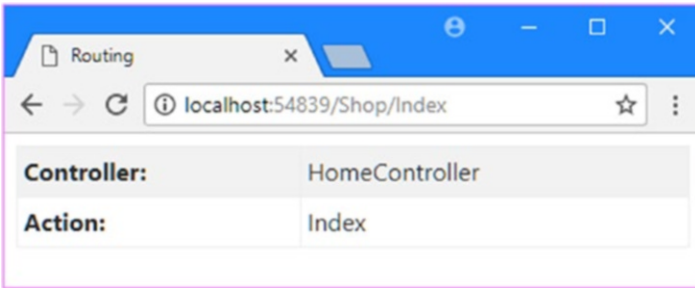 Routing
localhost:54839/Shop/Index
Controller: HomeController
Action: Index